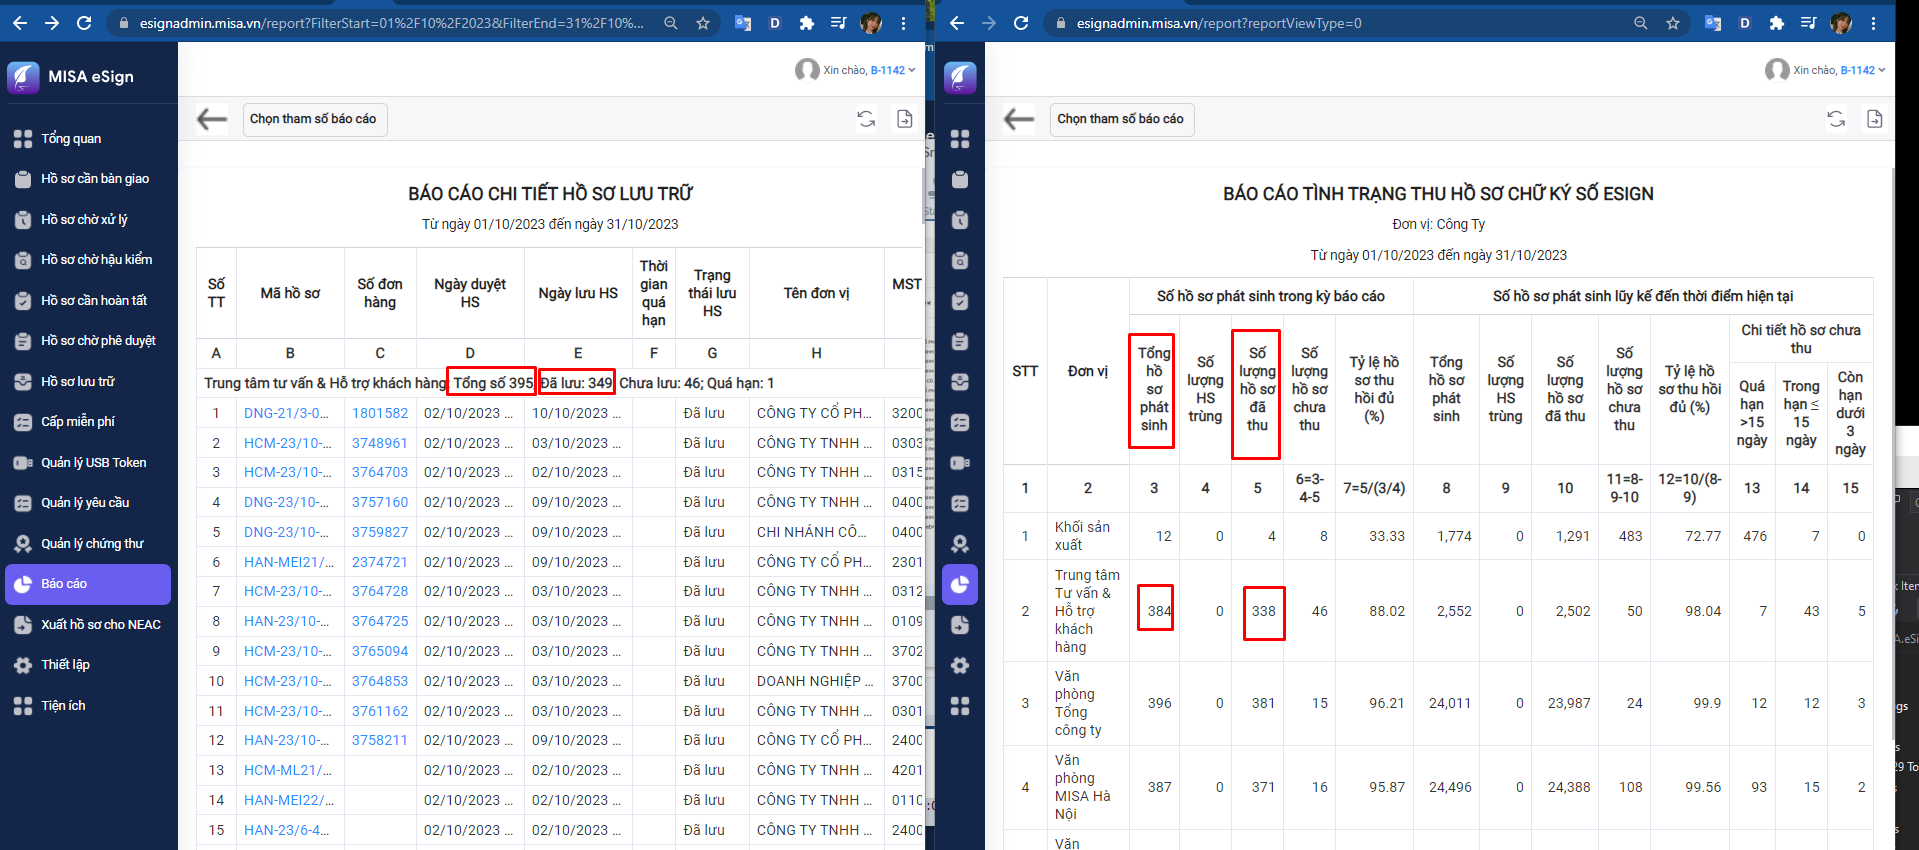 esignadmin.misa.vn/report?FilterStart=01%2F10%2F2023&FilterEnd=31%2F10%...
MISA eSign
Xin chào, B-1142
Chọn tham số báo cáo
Tổng quan
Hồ sơ cần bàn giao
Hồ sơ chờ xử lý
Hồ sơ chờ hậu kiểm
Hồ sơ cần hoàn tất
Hồ sơ chờ phê duyệt
Hồ sơ lưu trữ
Cấp miễn phí
Quản lý USB Token
Quản lý yêu cầu
Quản lý chứng thư
Báo cáo
Xuất hồ sơ cho NEAC
Thiết lập
Tiện ích
BÁO CÁO CHI TIẾT HỒ SƠ LƯU TRỮ
Từ ngày 01/10/2023 đến ngày 31/10/2023
Số TT Mã hồ sơ Số đơn hàng Ngày duyệt HS Ngày lưu HS Thời gian quá hạn Trạng thái lưu HS Tên đơn vị MST
A B C D E F G H
Trung tâm tư vấn & Hỗ trợ khách hàng: Tổng số 395; Đã lưu: 349; Chưa lưu: 46; Quá hạn: 1
1 DNG-21/3-0... 1801582 02/10/2023 ... 10/10/2023 ... Đã lưu CÔNG TY CỔ PH... 3200
2 HCM-23/10-... 3748961 02/10/2023 ... 03/10/2023 ... Đã lưu CÔNG TY TNHH ... 0303
3 HCM-23/10-... 3764703 02/10/2023 ... 02/10/2023 ... Đã lưu CÔNG TY TNHH ... 0315
4 DNG-23/10-... 3757160 02/10/2023 ... 09/10/2023 ... Đã lưu CÔNG TY TNHH ... 0400
5 DNG-23/10-... 3759827 02/10/2023 ... 09/10/2023 ... Đã lưu CHI NHÁNH CÔ... 0400
6 HAN-MEI21/... 2374721 02/10/2023 ... 09/10/2023 ... Đã lưu CÔNG TY CỔ PH... 2301
7 HCM-23/10-... 3764728 02/10/2023 ... 03/10/2023 ... Đã lưu CÔNG TY TNHH ... 0312
8 HAN-23/10-... 3764725 02/10/2023 ... 03/10/2023 ... Đã lưu CÔNG TY TNHH ... 0109
9 HCM-23/10-... 3765094 02/10/2023 ... 03/10/2023 ... Đã lưu CÔNG TY TNHH ... 3702
10 HCM-23/10-... 3764853 02/10/2023 ... 03/10/2023 ... Đã lưu DOANH NGHIỆP ... 3700
11 HCM-23/10-... 3761162 02/10/2023 ... 03/10/2023 ... Đã lưu CÔNG TY TNHH ... 0301
12 HAN-23/10-... 3758211 02/10/2023 ... 09/10/2023 ... Đã lưu CÔNG TY CỔ PH... 2400
13 HCM-ML21/... 02/10/2023 ... 02/10/2023 ... Đã lưu CÔNG TY TNHH ... 4201
14 HAN-MEI22/... 02/10/2023 ... 02/10/2023 ... Đã lưu CÔNG TY TNHH ... 0110
15 HAN-23/6-4... 02/10/2023 ... 02/10/2023 ... Đã lưu CÔNG TY TNHH ... 2400
esignadmin.misa.vn/report?reportViewType=0
Xin chào, B-1142
Chọn tham số báo cáo
BÁO CÁO TÌNH TRẠNG THU HỒ SƠ CHỮ KÝ SỐ ESIGN
Đơn vị: Công Ty
Từ ngày 01/10/2023 đến ngày 31/10/2023
Số hồ sơ phát sinh trong kỳ báo cáo Số hồ sơ phát sinh lũy kế đến thời điểm hiện tại
STT Đơn vị Tổng hồ sơ phát sinh Số lượng HS trùng Số lượng hồ sơ đã thu Số lượng hồ sơ chưa thu Tỷ lệ hồ sơ thu hồi đủ (%) Tổng hồ sơ phát sinh Số lượng HS trùng Số lượng hồ sơ đã thu Số lượng hồ sơ chưa thu Tỷ lệ hồ sơ thu hồi đủ (%) Chi tiết hồ sơ chưa thu
Quá hạn >15 ngày Trong hạn ≤ 15 ngày Còn hạn dưới 3 ngày
1 2 3 4 5 6=3-4-5 7=5/(3/4) 8 9 10 11=8-9-10 12=10/(8-9) 13 14 15
1 Khối sản xuất 12 0 4 8 33.33 1,774 0 1,291 483 72.77 476 7 0
2 Trung tâm Tư vấn & Hỗ trợ khách hàng 384 0 338 46 88.02 2,552 0 2,502 50 98.04 7 43 5
3 Văn phòng Tổng công ty 396 0 381 15 96.21 24,011 0 23,987 24 99.9 12 12 3
4 Văn phòng MISA Hà Nội 387 0 371 16 95.87 24,496 0 24,388 108 99.56 93 15 2
Văn